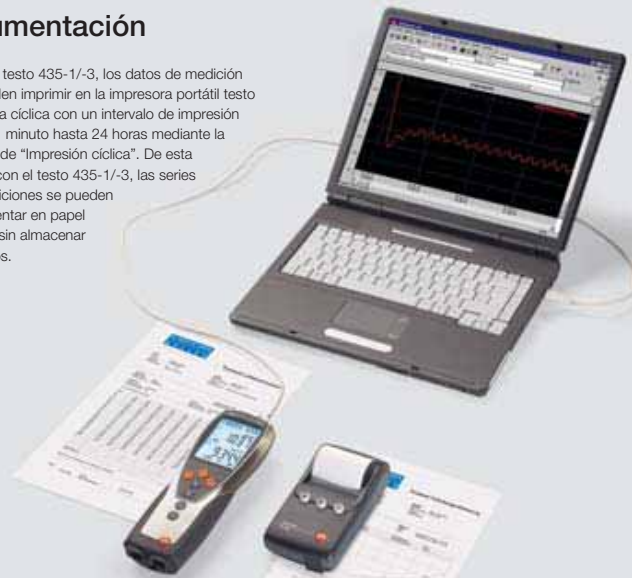 umentación
testo 435-1/-3, los datos de medición
den imprimir en la impresora portátil testo
a cíclica con un intervalo de impresión
minuto hasta 24 horas mediante la
de “Impresión cíclica”. De esta
con el testo 435-1/-3, las series
diciones se pueden
entar en papel
sin almacenar
os.